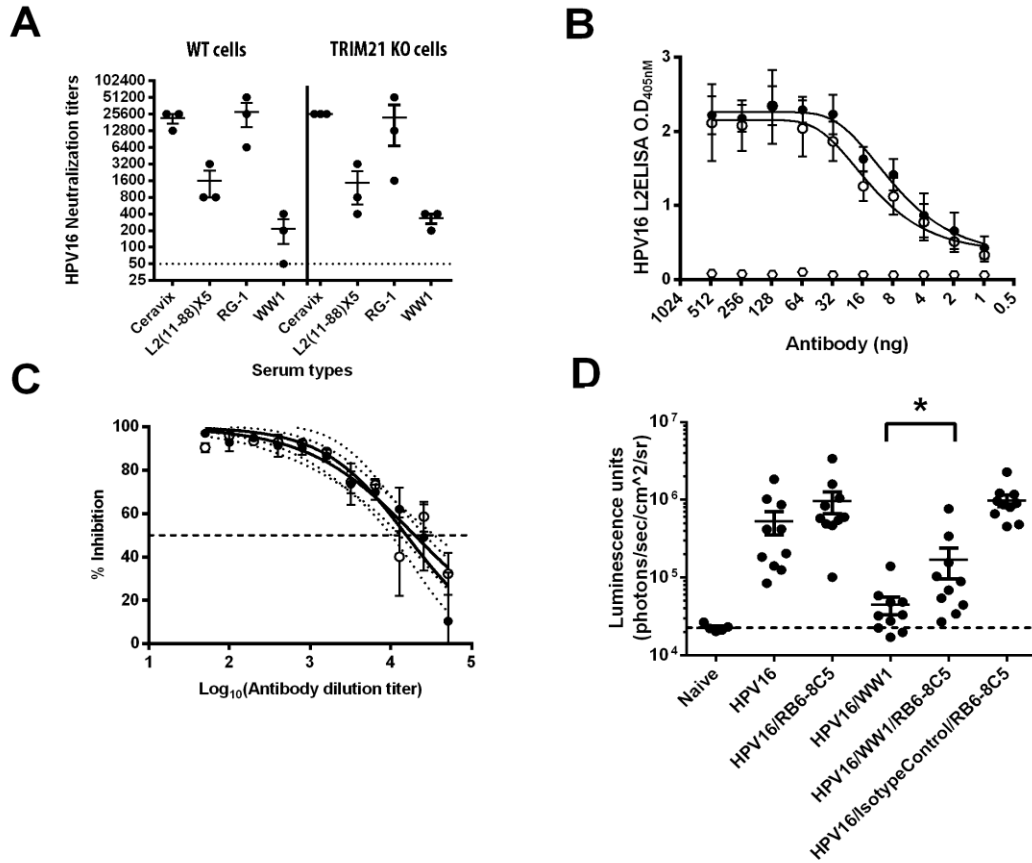 A
WT cells
TRIM21 KO cells
HPV16 Neutralization titers
102400
51200
25600
12800
6400
3200
1600
800
400
200
100
50
25
Ceravix
L2(11-88)X5
RG-1
WW1
Ceravix
L2(11-88)X5
RG-1
WW1
Serum types
B
HPV16 L2ELISA O.D405nM
3
2
1
0
1024
512
256
128
64
32
16
8
4
2
1
0.5
Antibody (ng)
C
% Inhibition
100
80
60
40
20
0
1
2
3
4
5
Log10(Antibody dilution titer)
D
*
Luminescence units
(photons/sec/cm^2/sr)
10^7
10^6
10^5
10^4
Naive
HPV16
HPV16/RB6-8C5
HPV16/WW1
HPV16/WW1/RB6-8C5
HPV16/IsotypeControl/RB6-8C5